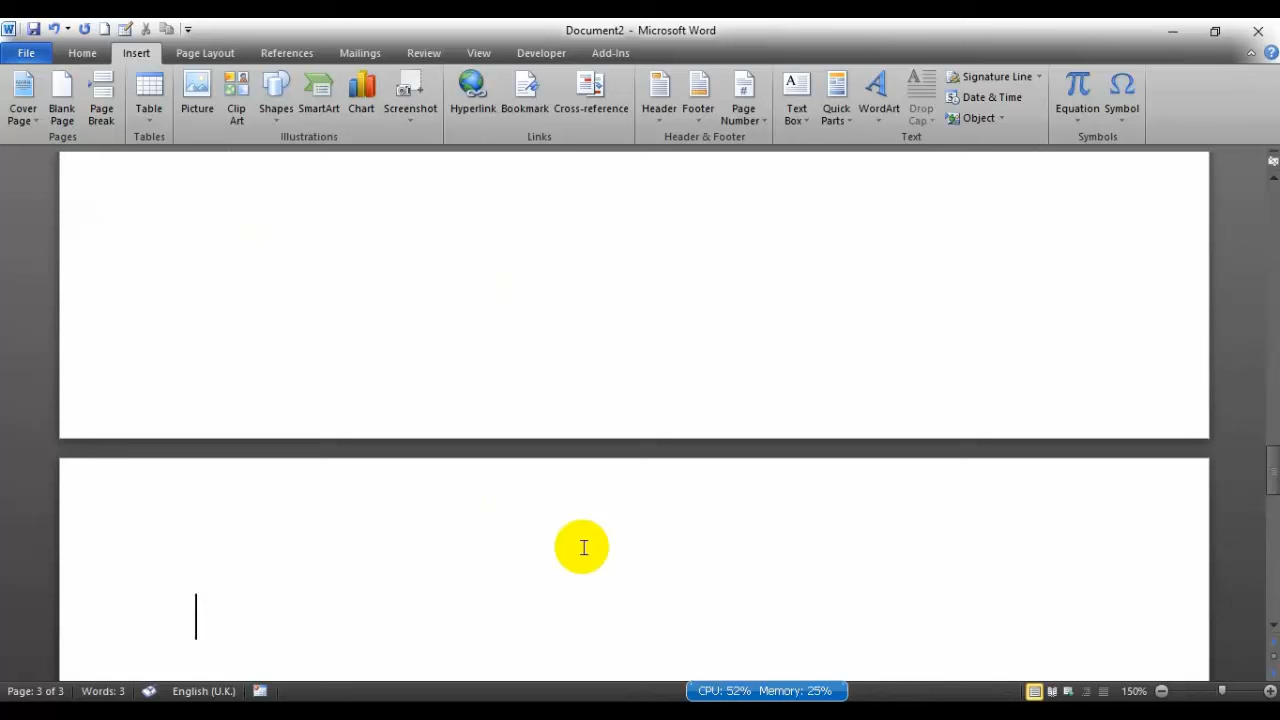 Document2 - Microsoft Word
File Home Insert Page Layout References Mailings Review View Developer Add-Ins
Cover Page
Blank Page
Page Break
Table
Picture
Clip Art
Shapes
SmartArt
Chart
Screenshot
Hyperlink
Bookmark
Cross-reference
Header
Footer
Page Number
Text Box
Quick Parts
WordArt
Drop Cap
Signature Line
Date & Time
Object
Equation
Symbol
Pages Tables Illustrations Links Header & Footer Text Symbols
Page: 3 of 3 Words: 3 English (U.K.) CPU: 52% Memory: 25% 150%